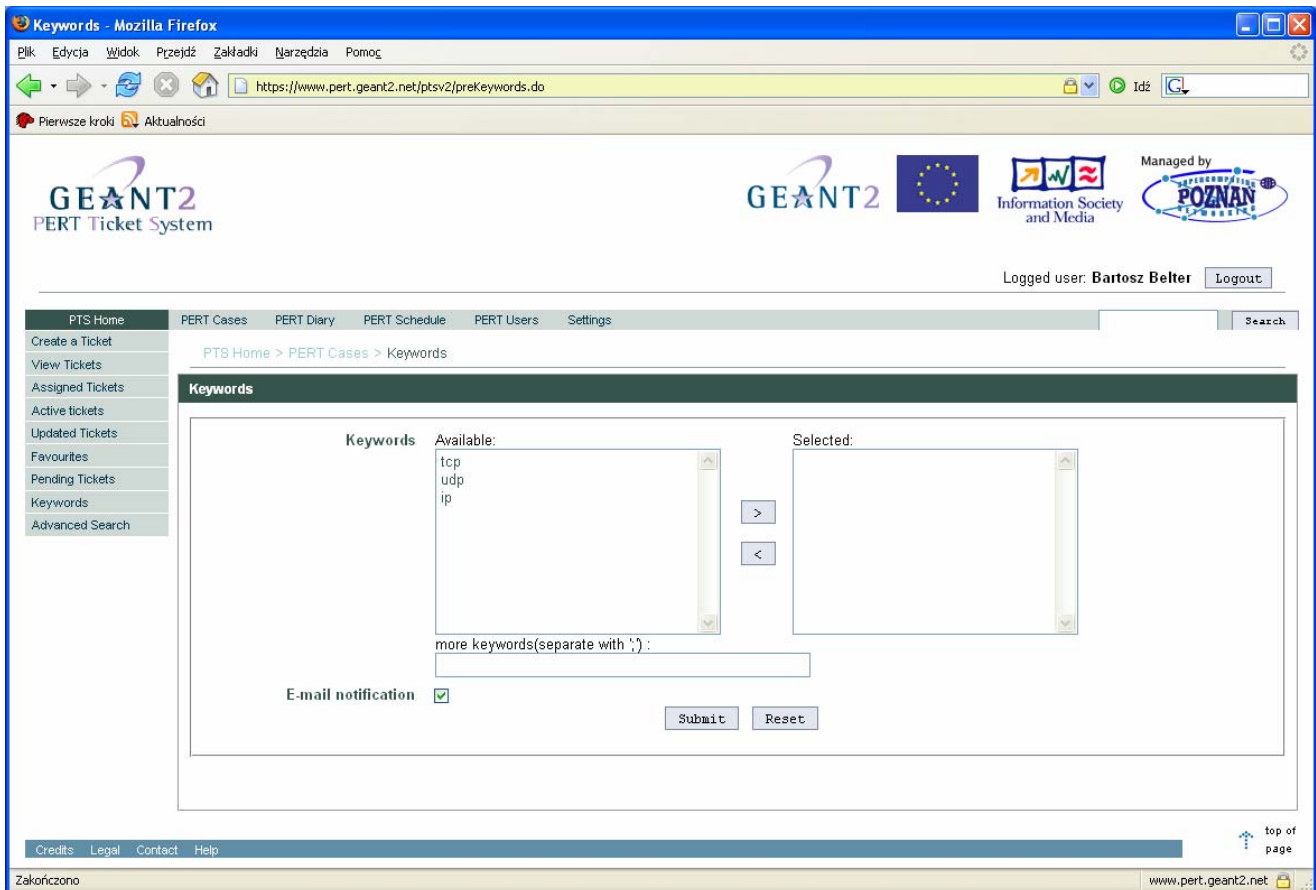 Keywords - Mozilla Firefox
Plik Edycja Widok Przejdź Zakładki Narzędzia Pomoc
https://www.pert.geant2.net/ptsv2/preKeywords.do
Idź
G
Pierwsze kroki Aktualności
GEANT2
PERT Ticket System
GEANT2
Information Society
and Media
Managed by
SUPERCOMPUTING
POZNAŃ
NETWORKING
Logged user: Bartosz Belter Logout
PTS Home PERT Cases PERT Diary PERT Schedule PERT Users Settings Search
Create a Ticket
View Tickets
Assigned Tickets
Active tickets
Updated Tickets
Favourites
Pending Tickets
Keywords
Advanced Search
PTS Home > PERT Cases > Keywords
Keywords
Keywords Available: Selected:
tcp
udp
ip
>
<
more keywords(separate with ';') :
E-mail notification
Submit Reset
top of
page
Credits Legal Contact Help
Zakończono www.pert.geant2.net